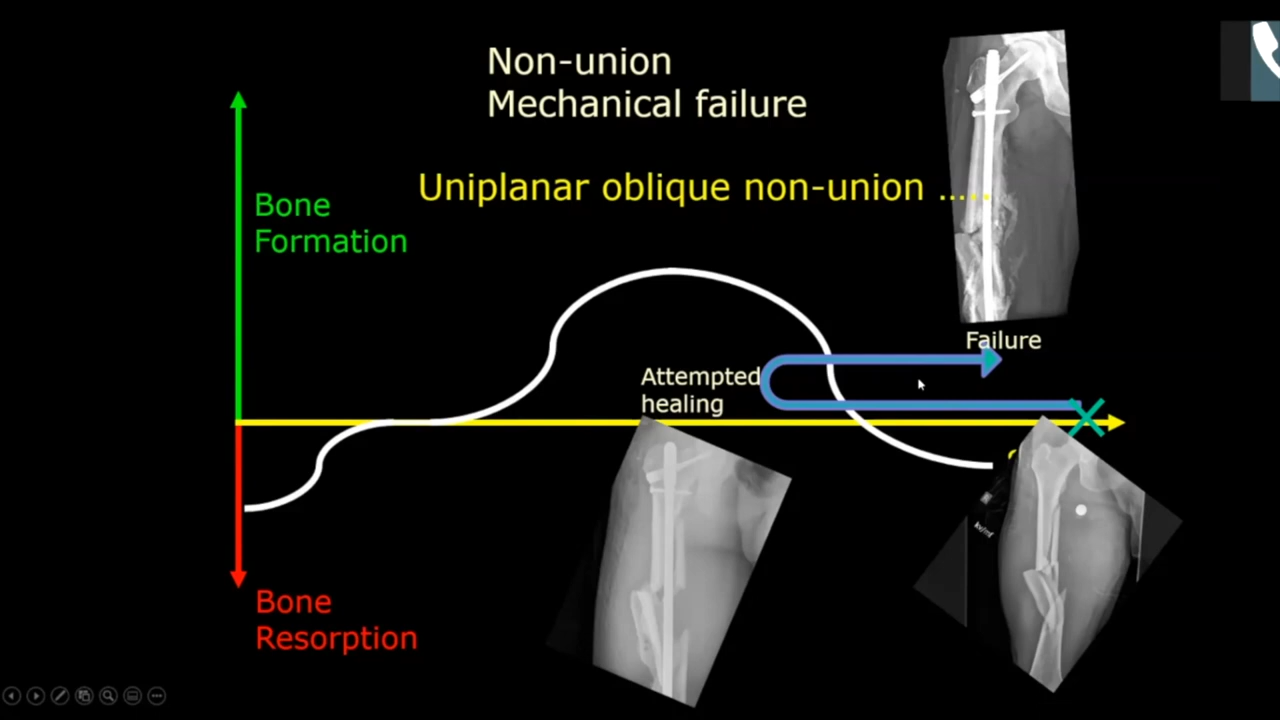 Non-union
Mechanical failure
Uniplanar oblique non-union .....
Bone
Formation
Failure
Attempted
healing
Bone
Resorption